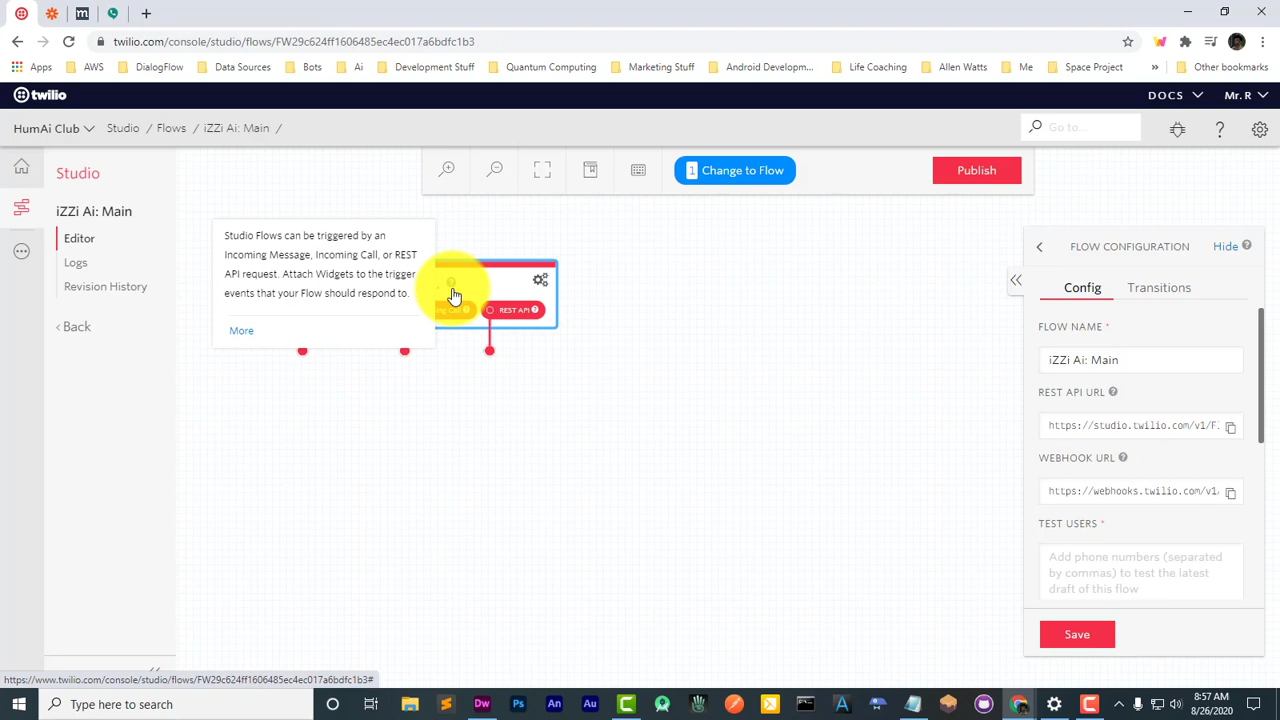 twilio.com/console/studio/flows/FW29c624ff1606485ec4ec017a6bdfc1b3
Apps AWS DialogFlow Data Sources Bots Ai Development Stuff Quantum Computing Marketing Stuff Android Developm... Life Coaching Allen Watts Me Space Project » Other bookmarks
twilio DOCS Mr. R
HumAi Club Studio / Flows / iZZi Ai: Main / Go to... ?
Studio
1 Change to Flow
Publish
iZZi Ai: Main
Editor
Logs
Revision History
‹ Back
Studio Flows can be triggered by an
Incoming Message, Incoming Call, or REST
API request. Attach Widgets to the trigger
events that your Flow should respond to.
More
REST API ?
FLOW CONFIGURATION Hide ?
Config Transitions
FLOW NAME *
iZZi Ai: Main
REST API URL ?
https://studio.twilio.com/v1/F.
WEBHOOK URL ?
https://webhooks.twilio.com/v1,
TEST USERS *
Add phone numbers (separated
by commas) to test the latest
draft of this flow
Save
https://www.twilio.com/console/studio/flows/FW29c624ff1606485ec4ec017a6bdfc1b3#
Type here to search
8:57 AM
8/26/2020